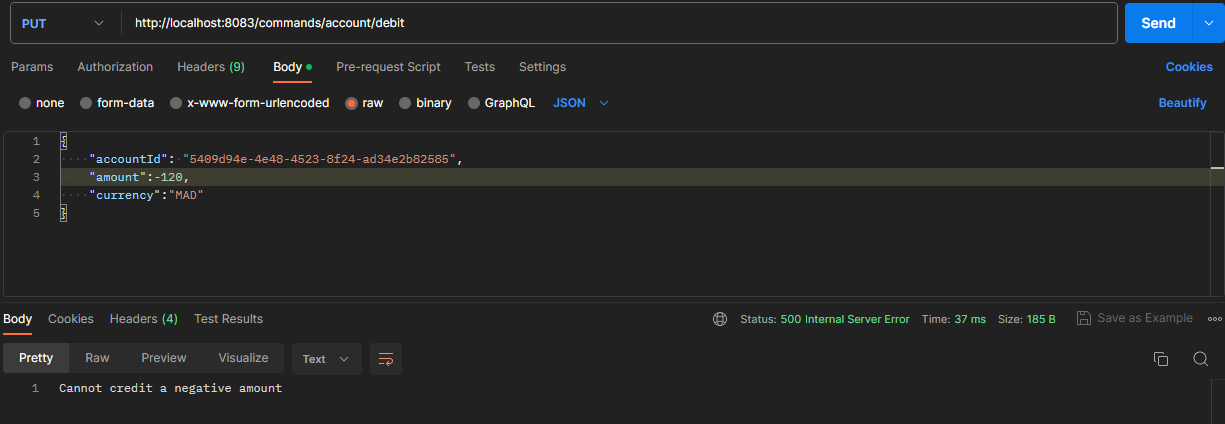 PUT http://localhost:8083/commands/account/debit Send
Params Authorization Headers (9) Body Pre-request Script Tests Settings Cookies
none form-data x-www-form-urlencoded raw binary GraphQL JSON Beautify
1 {
2 "accountId": "5409d94e-4e48-4523-8f24-ad34e2b82585",
3 "amount":-120,
4 "currency":"MAD"
5 }
Body Cookies Headers (4) Test Results Status: 500 Internal Server Error Time: 37 ms Size: 185 B Save as Example
Pretty Raw Preview Visualize Text
1 Cannot credit a negative amount